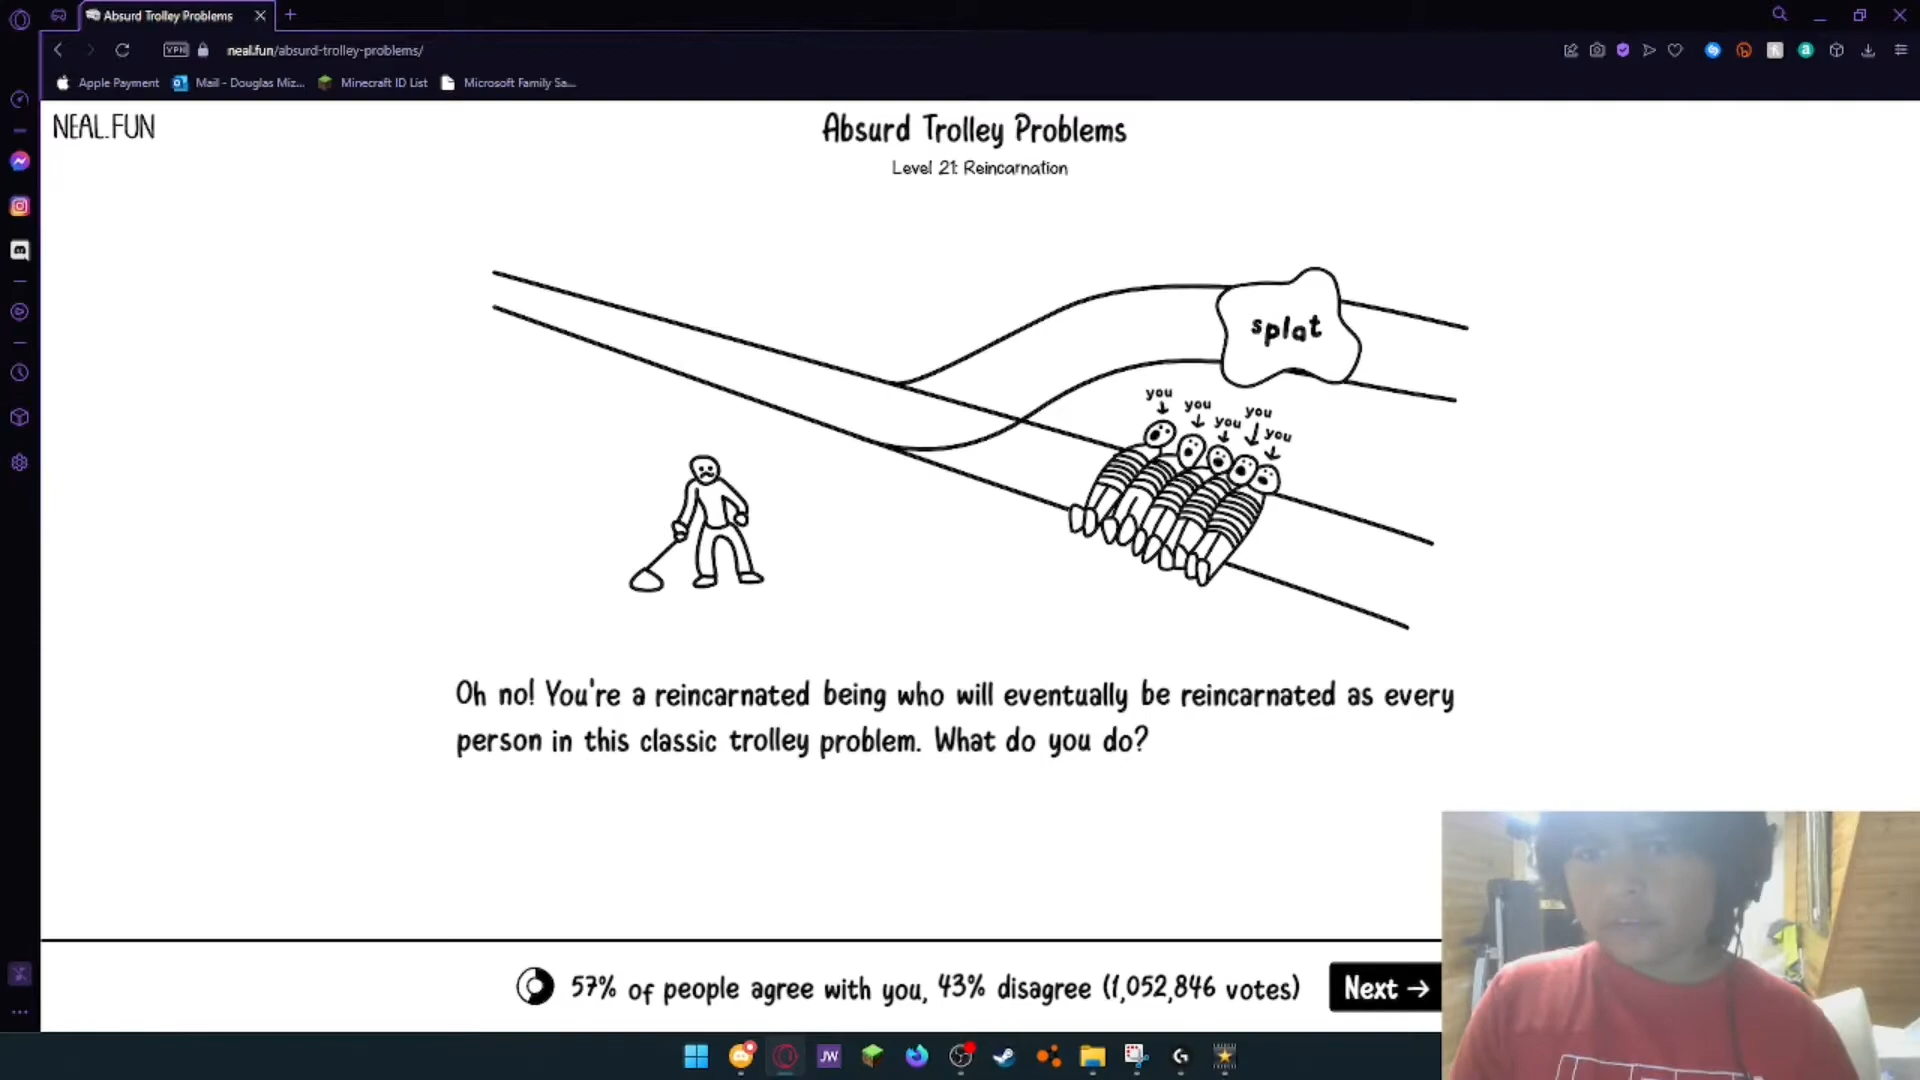 Absurd Trolley Problems
VPN
neal.fun/absurd-trolley-problems/
Apple Payment
Mail - Douglas Miz...
Minecraft ID List
Microsoft Family Sa...
NEAL.FUN
Absurd Trolley Problems
Level 21: Reincarnation
splat
you
you
you
you
you
Oh no! You're a reincarnated being who will eventually be reincarnated as every
person in this classic trolley problem. What do you do?
57% of people agree with you, 43% disagree (1,052,846 votes)
Next →
JW